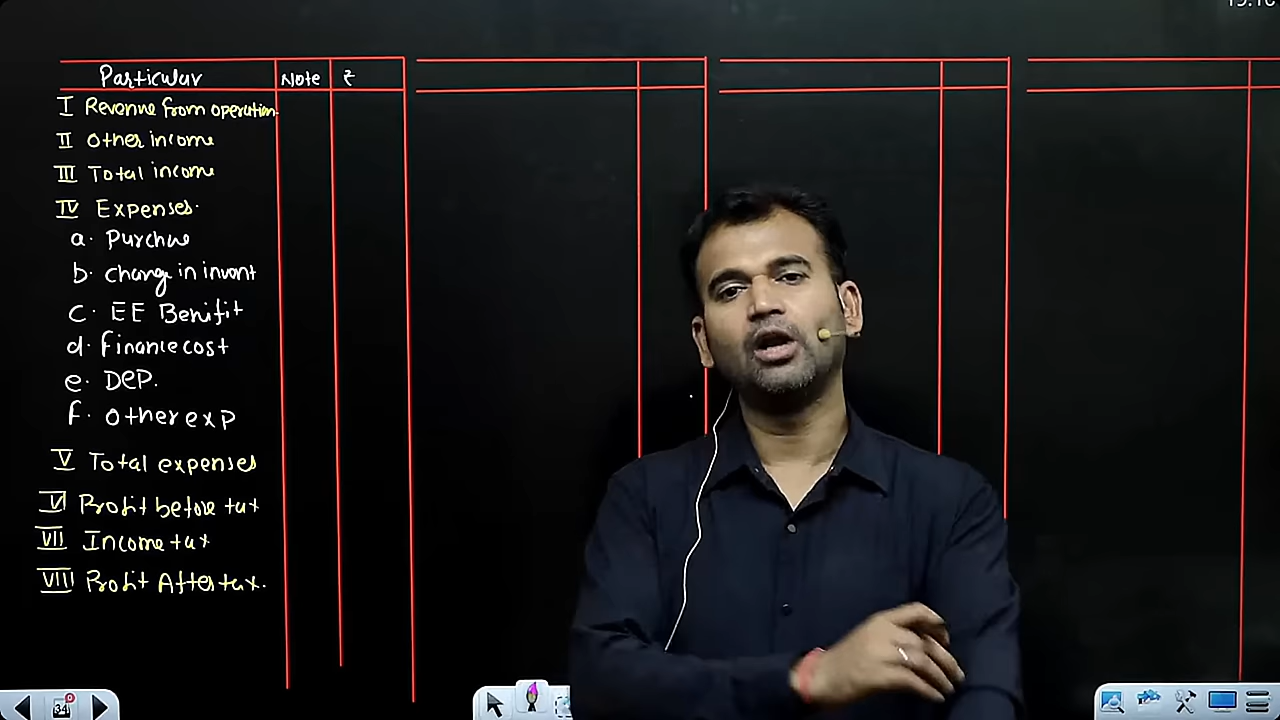 Particular Note ₹
I Revenue from operation
II Other income
III Total income
IV Expenses.
a. Purchase
b. Change in invent
c. EE Benifit
d. Finance cost
e. Dep.
f. Other exp
V Total expenses
VI Profit before tax
VII Income tax
VIII Profit After tax.
34